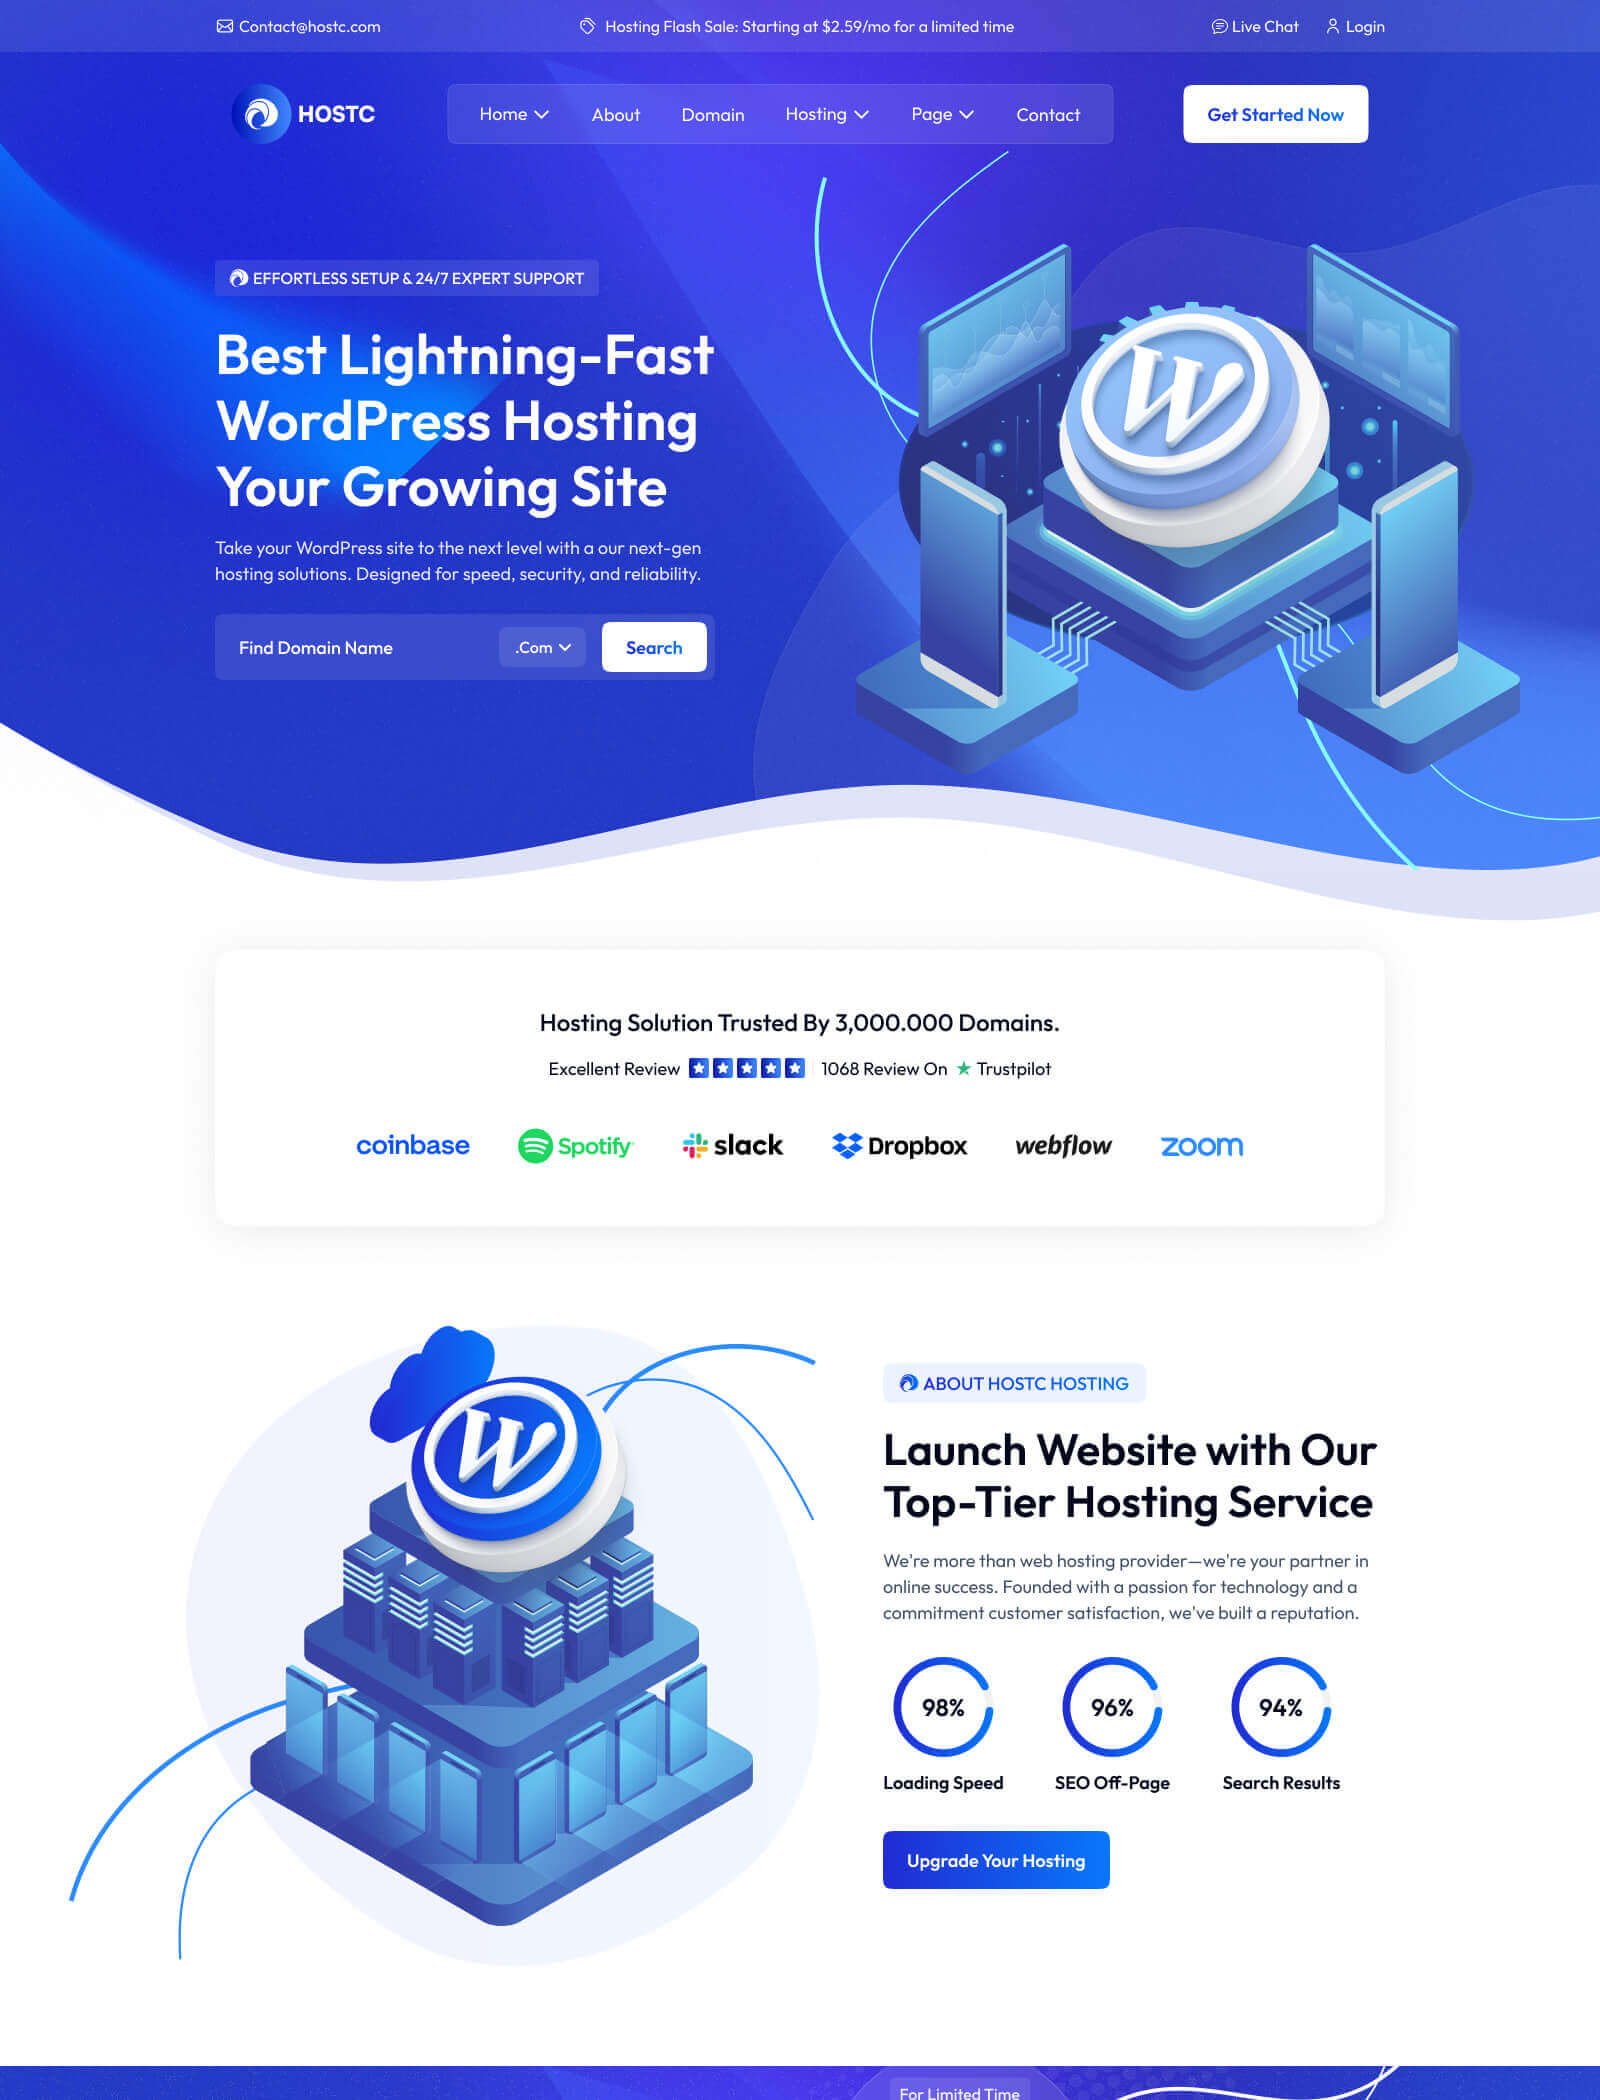 Contact@hostc.com
Hosting Flash Sale: Starting at $2.59/mo for a limited time
Live Chat
Login
HOSTC
Home
About
Domain
Hosting
Page
Contact
Get Started Now
EFFORTLESS SETUP & 24/7 EXPERT SUPPORT
Best Lightning-Fast
WordPress Hosting
Your Growing Site
Take your WordPress site to the next level with a our next-gen
hosting solutions. Designed for speed, security, and reliability.
Find Domain Name
.Com
Search
W
Hosting Solution Trusted By 3,000.000 Domains.
Excellent Review
1068 Review On
Trustpilot
coinbase
Spotify
slack
Dropbox
webflow
zoom
W
ABOUT HOSTC HOSTING
Launch Website with Our
Top-Tier Hosting Service
We're more than web hosting provider—we're your partner in
online success. Founded with a passion for technology and a
commitment customer satisfaction, we've built a reputation.
98%
96%
94%
Loading Speed
SEO Off-Page
Search Results
Upgrade Your Hosting
For Limited Time